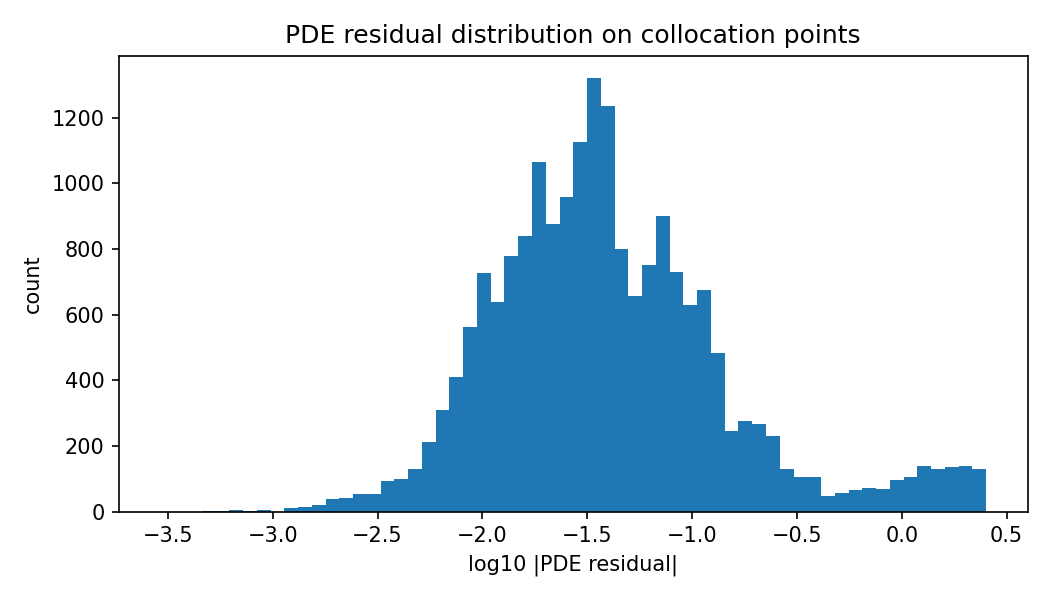 PDE residual distribution on collocation points
count
1200
1000
800
600
400
200
0
−3.5 −3.0 −2.5 −2.0 −1.5 −1.0 −0.5 0.0 0.5
log10 |PDE residual|